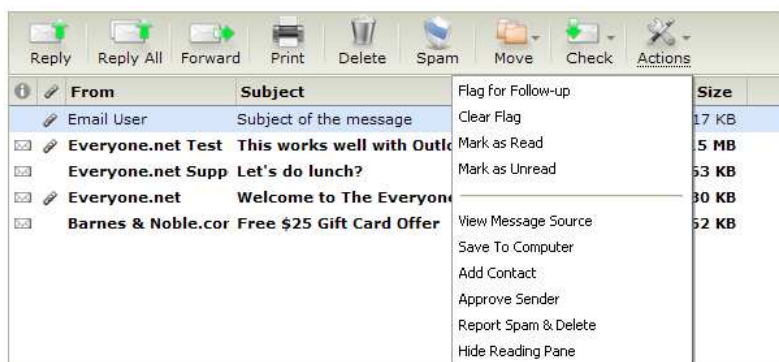 Reply Reply All Forward Print Delete Spam Move Check Actions
From Subject Size
Email User Subject of the message 17 KB
Everyone.net Test This works well with Outlo 5 MB
Everyone.net Supp Let's do lunch? 53 KB
Everyone.net Welcome to The Everyone 30 KB
Barnes & Noble.cor Free $25 Gift Card Offer 52 KB
Flag for Follow-up
Clear Flag
Mark as Read
Mark as Unread
View Message Source
Save To Computer
Add Contact
Approve Sender
Report Spam & Delete
Hide Reading Pane